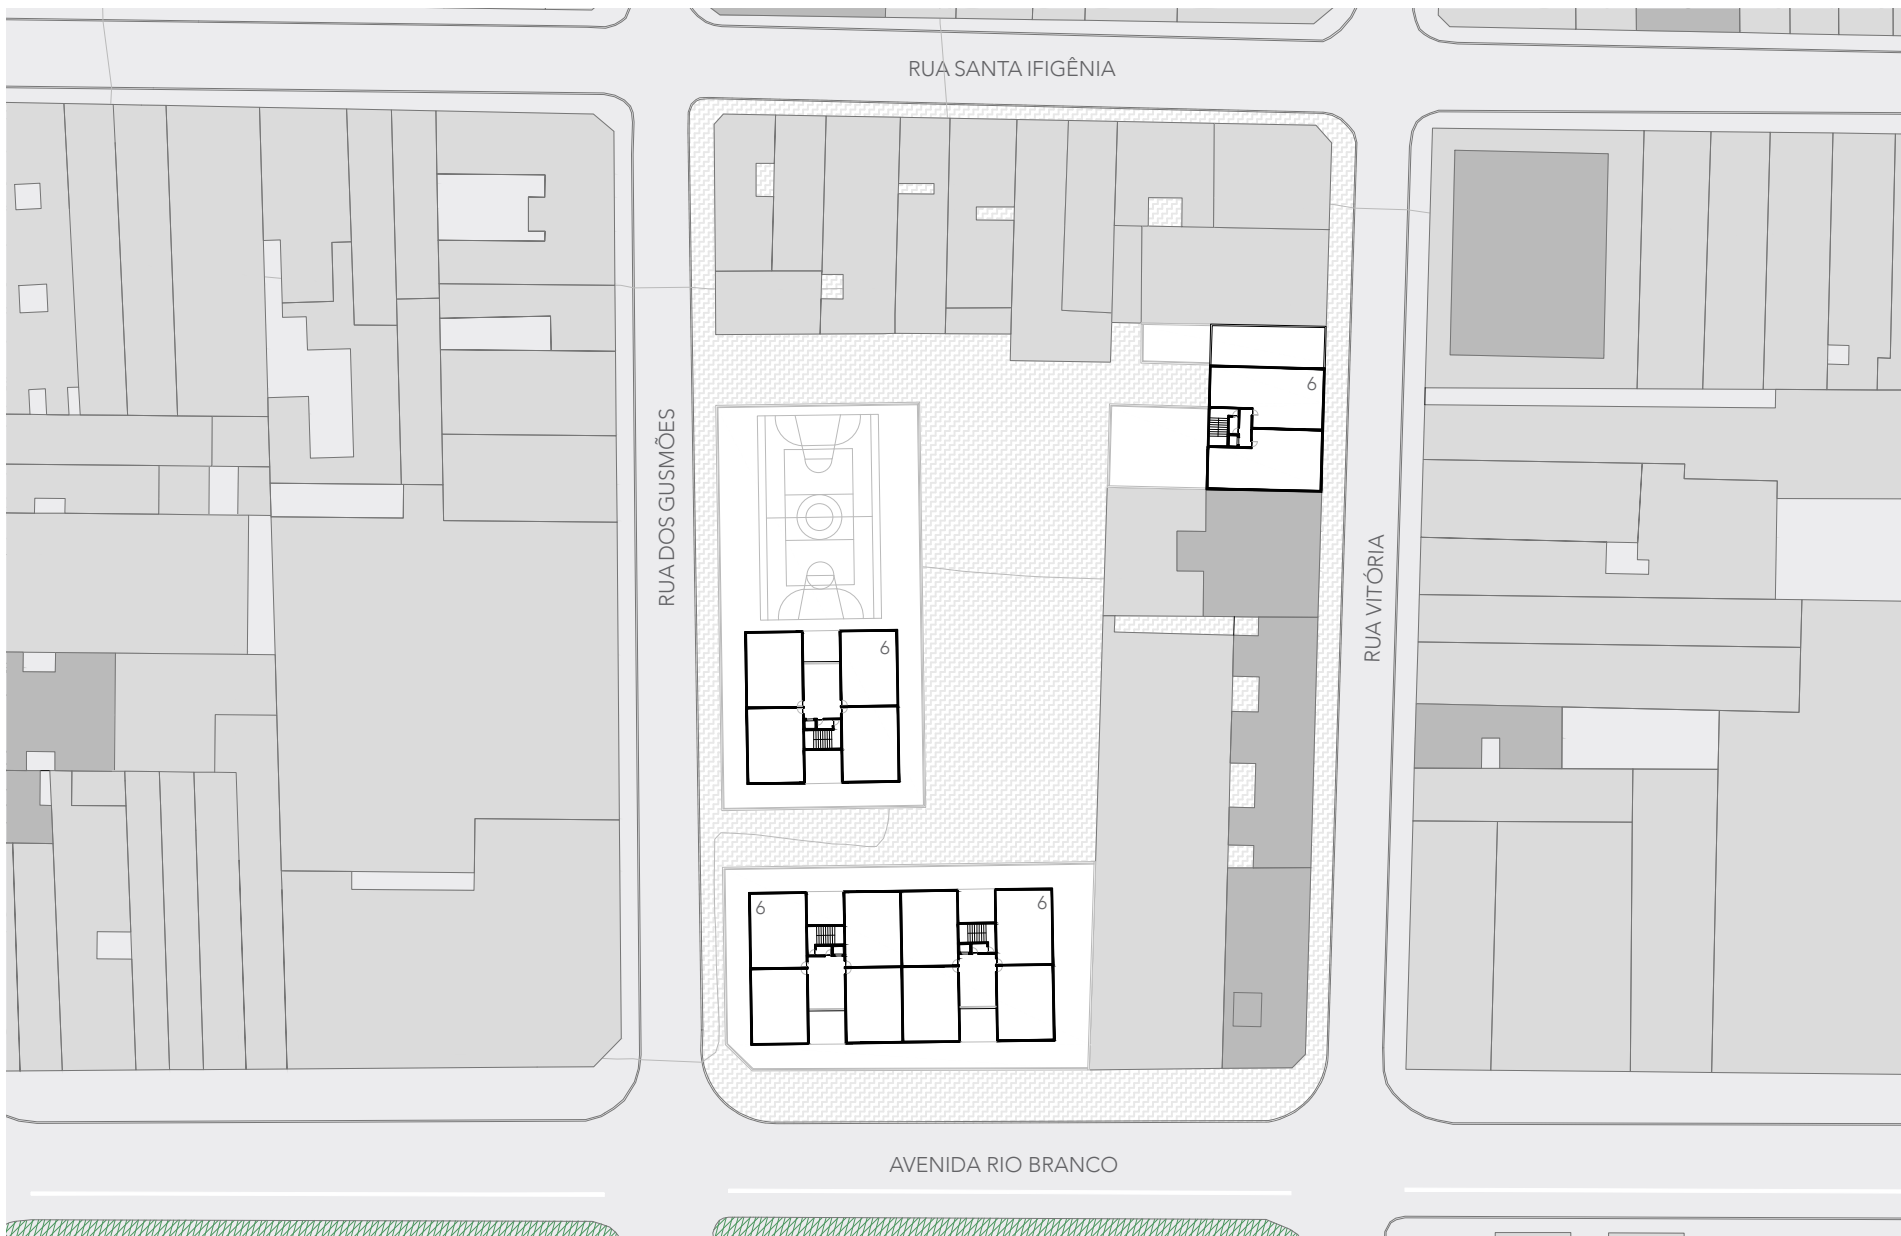 RUA SANTA IFIGÊNIA
6
RUA DOS GUSMÕES
RUA VITÓRIA
6
6
6
AVENIDA RIO BRANCO